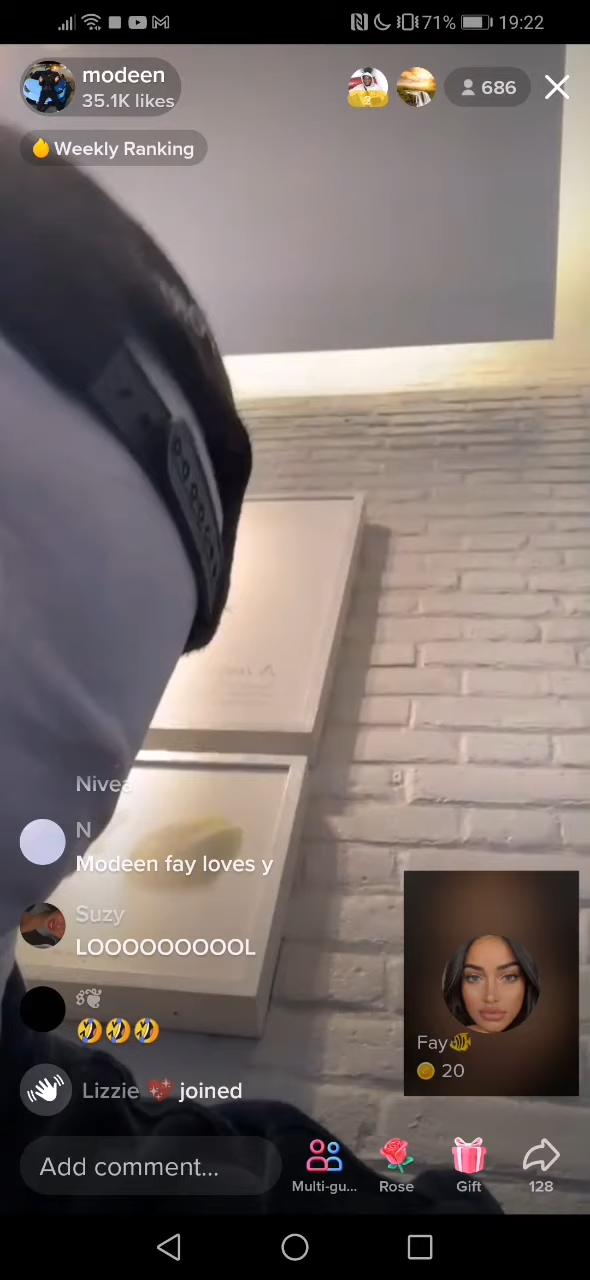 71% 19:22
modeen
35.1K likes
2
686
Weekly Ranking
Nivea
N
Modeen fay loves y
Suzy
LOOOOOOOOOL
Lizzie joined
Fay
20
Add comment...
Multi-gu...
Rose
Gift
128